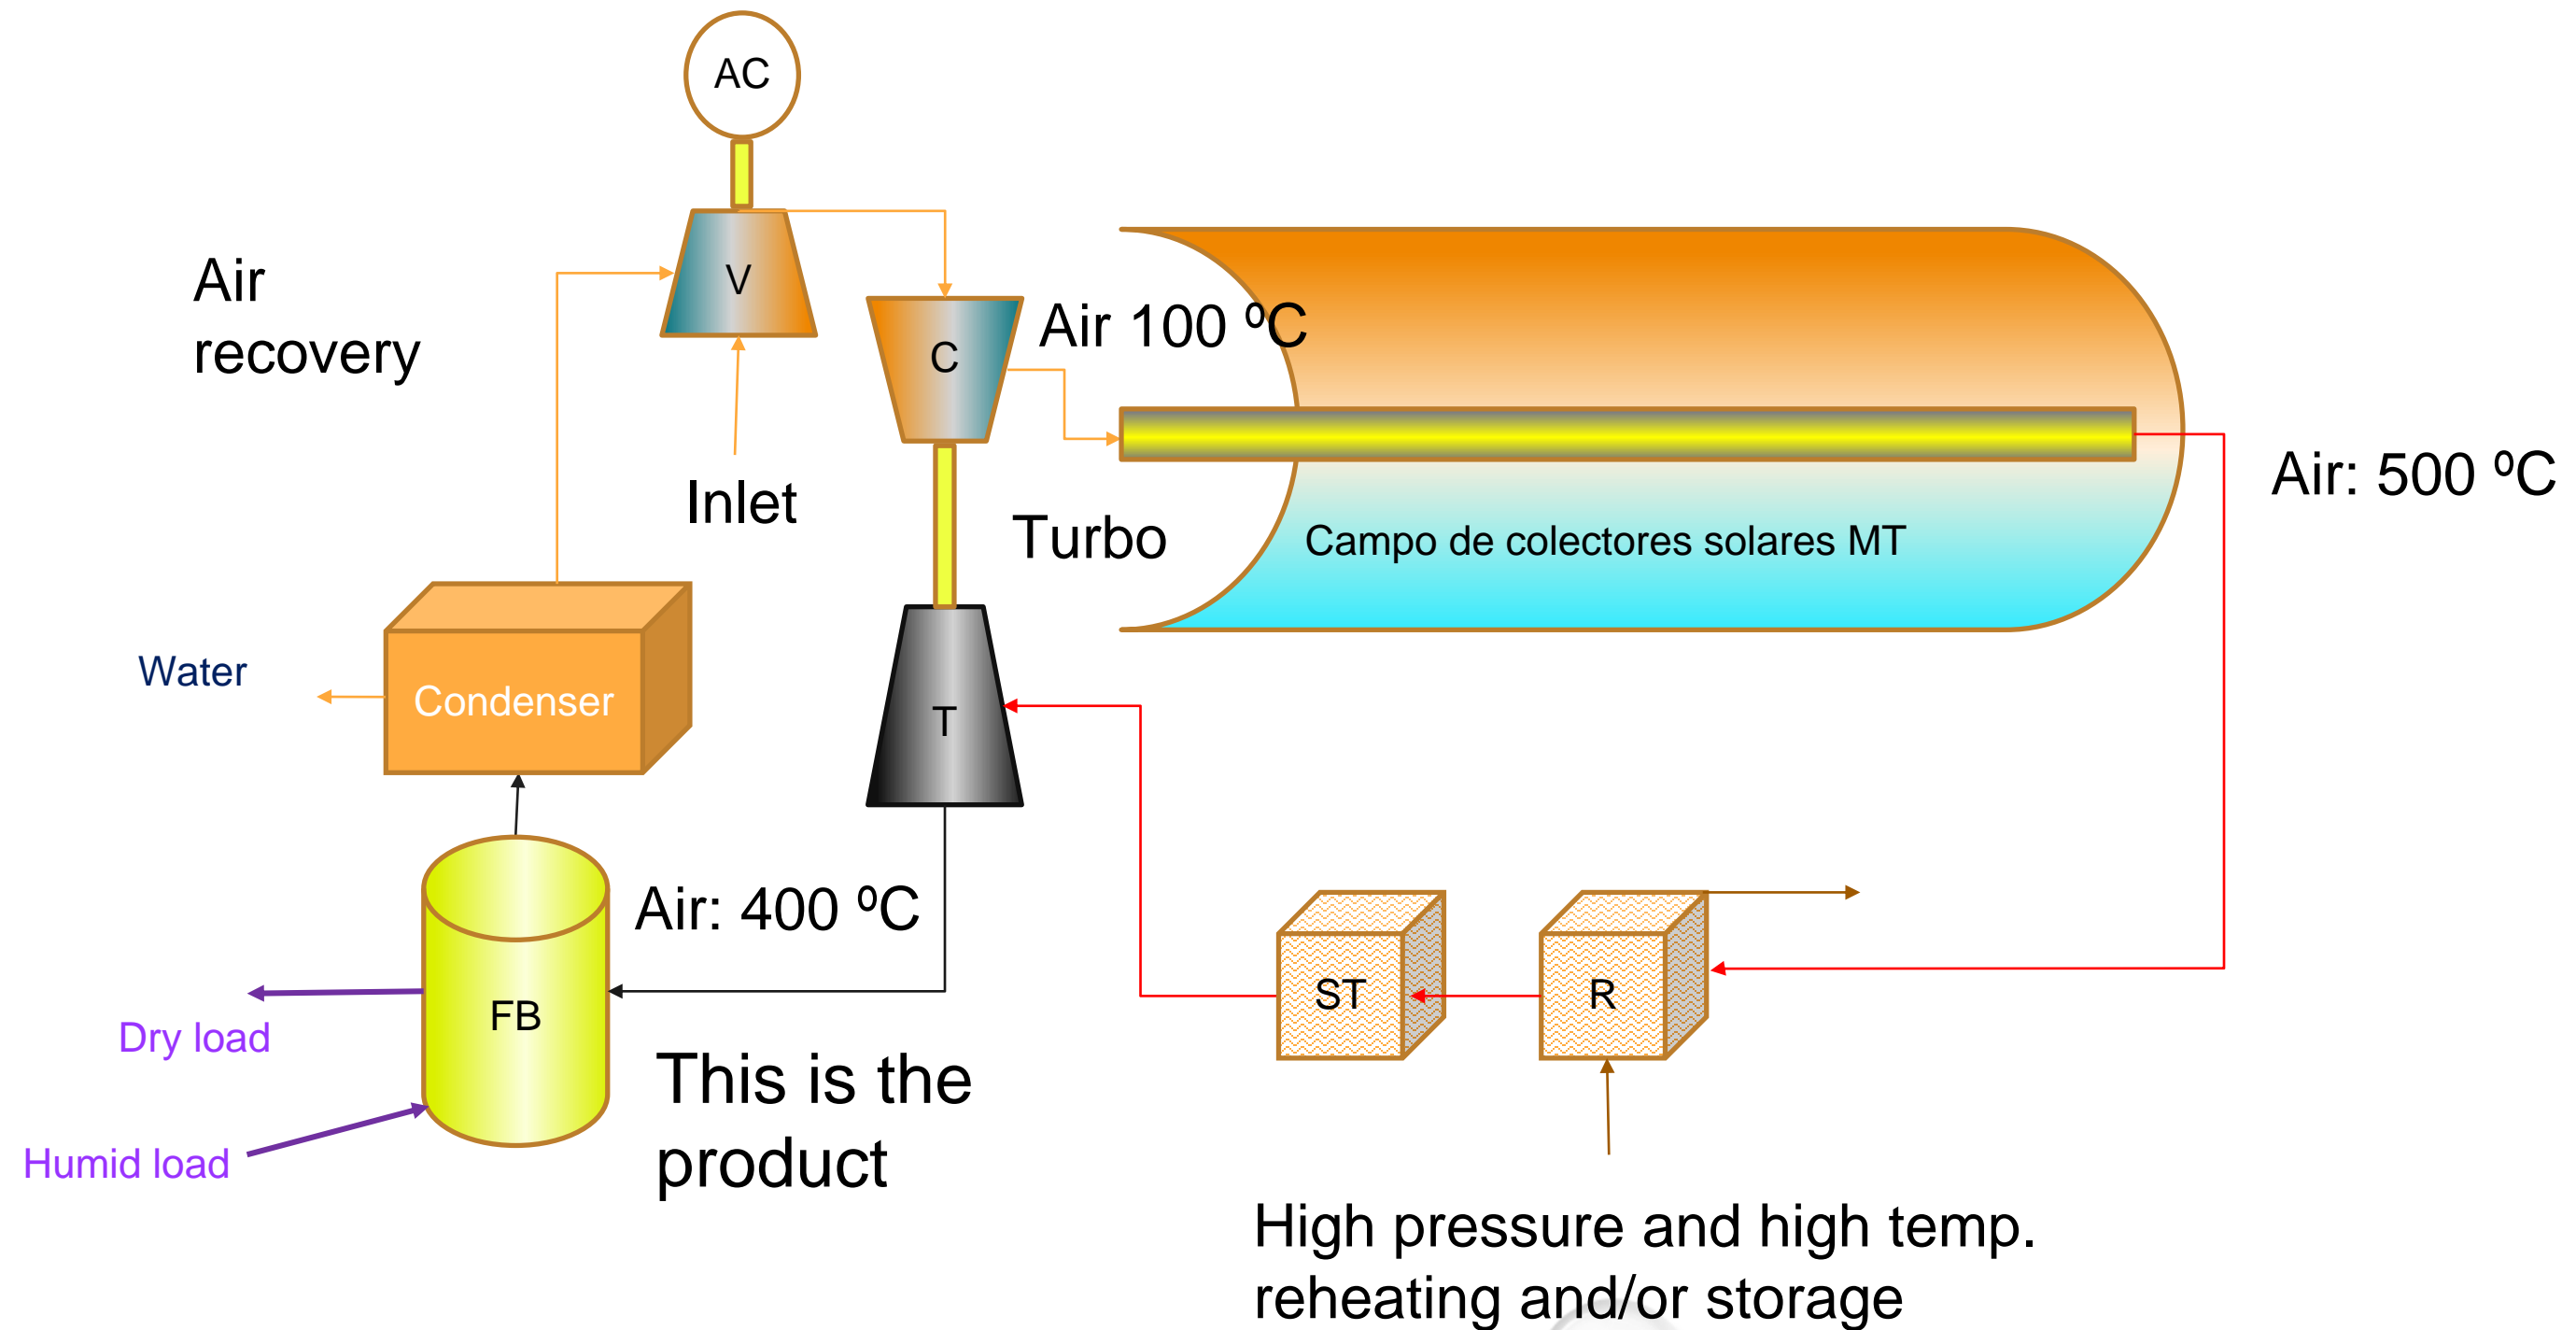 AC
Air
recovery
V
C
Air 100 ºC
Inlet
Turbo
Air: 500 ºC
Campo de colectores solares MT
Water
Condenser
T
Air: 400 ºC
ST
R
FB
Dry load
This is the
product
Humid load
High pressure and high temp.
reheating and/or storage